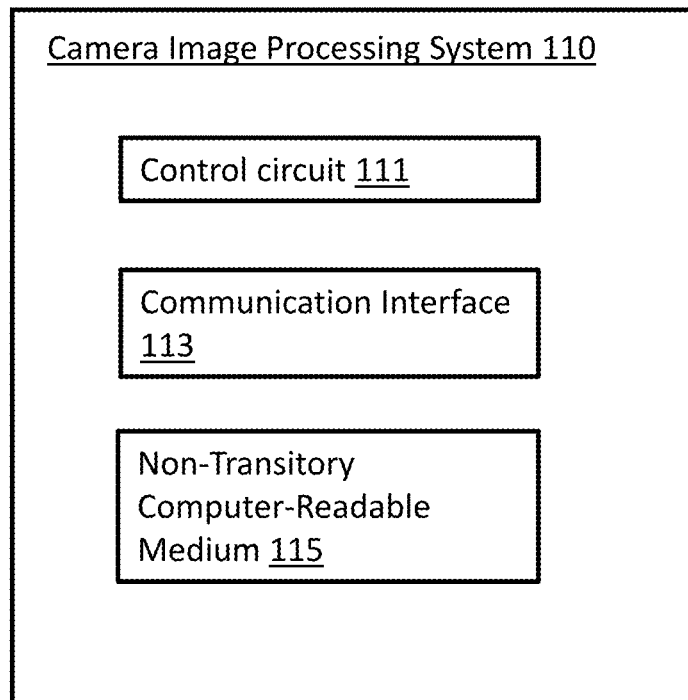 Camera Image Processing System 110
Control circuit 111
Communication Interface
113
Non-Transitory
Computer-Readable
Medium 115